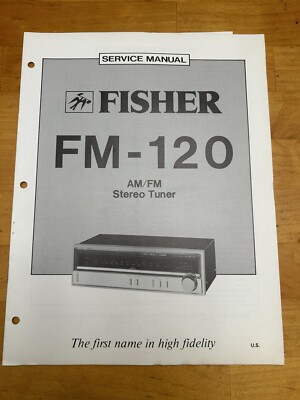 SERVICE MANUAL
FISHER
FM-120
AM/FM
Stereo Tuner
The first name in high fidelity
U.S.